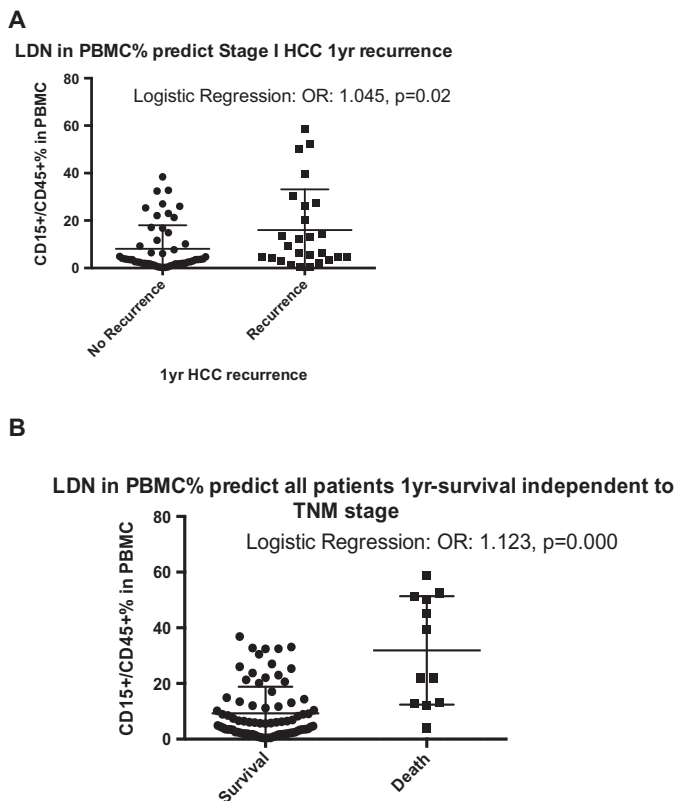 A
LDN in PBMC% predict Stage I HCC 1yr recurrence
Logistic Regression: OR: 1.045, p=0.02
CD15+/CD45+% in PBMC
80
60
40
20
0
No Recurrence
Recurrence
1yr HCC recurrence
B
LDN in PBMC% predict all patients 1yr-survival independent to
TNM stage
Logistic Regression: OR: 1.123, p=0.000
CD15+/CD45+% in PBMC
80
60
40
20
0
Survival
Death